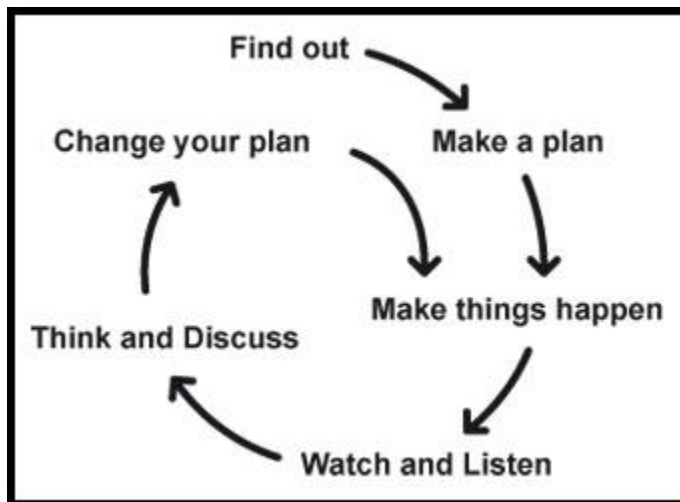 Find out
Make a plan
Make things happen
Watch and Listen
Think and Discuss
Change your plan